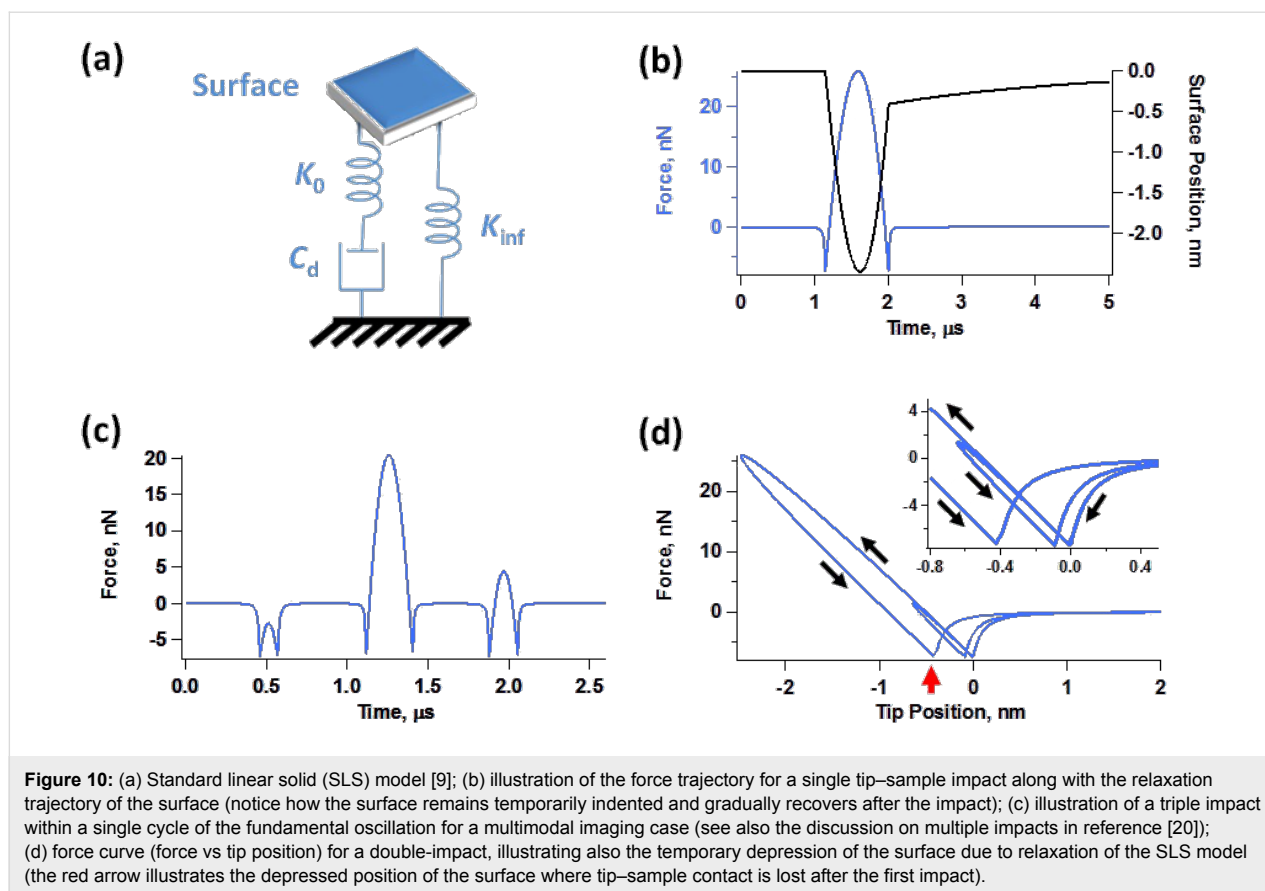 (a)
Surface
K0
Cd
Kinf
(b)
Force, nN
20
10
0
0.0
-0.5
-1.0
-1.5
-2.0
Surface Position, nm
0 1 2 3 4 5
Time, μs
(c)
Force, nN
20
15
10
5
0
-5
0.0 0.5 1.0 1.5 2.0 2.5
Time, μs
(d)
Force, nN
20
10
0
-2 -1 0 1 2
Tip Position, nm
4
0
-4
-0.8 -0.4 0.0 0.4
Figure 10: (a) Standard linear solid (SLS) model [9]; (b) illustration of the force trajectory for a single tip–sample impact along with the relaxation
trajectory of the surface (notice how the surface remains temporarily indented and gradually recovers after the impact); (c) illustration of a triple impact
within a single cycle of the fundamental oscillation for a multimodal imaging case (see also the discussion on multiple impacts in reference [20]);
(d) force curve (force vs tip position) for a double-impact, illustrating also the temporary depression of the surface due to relaxation of the SLS model
(the red arrow illustrates the depressed position of the surface where tip–sample contact is lost after the first impact).